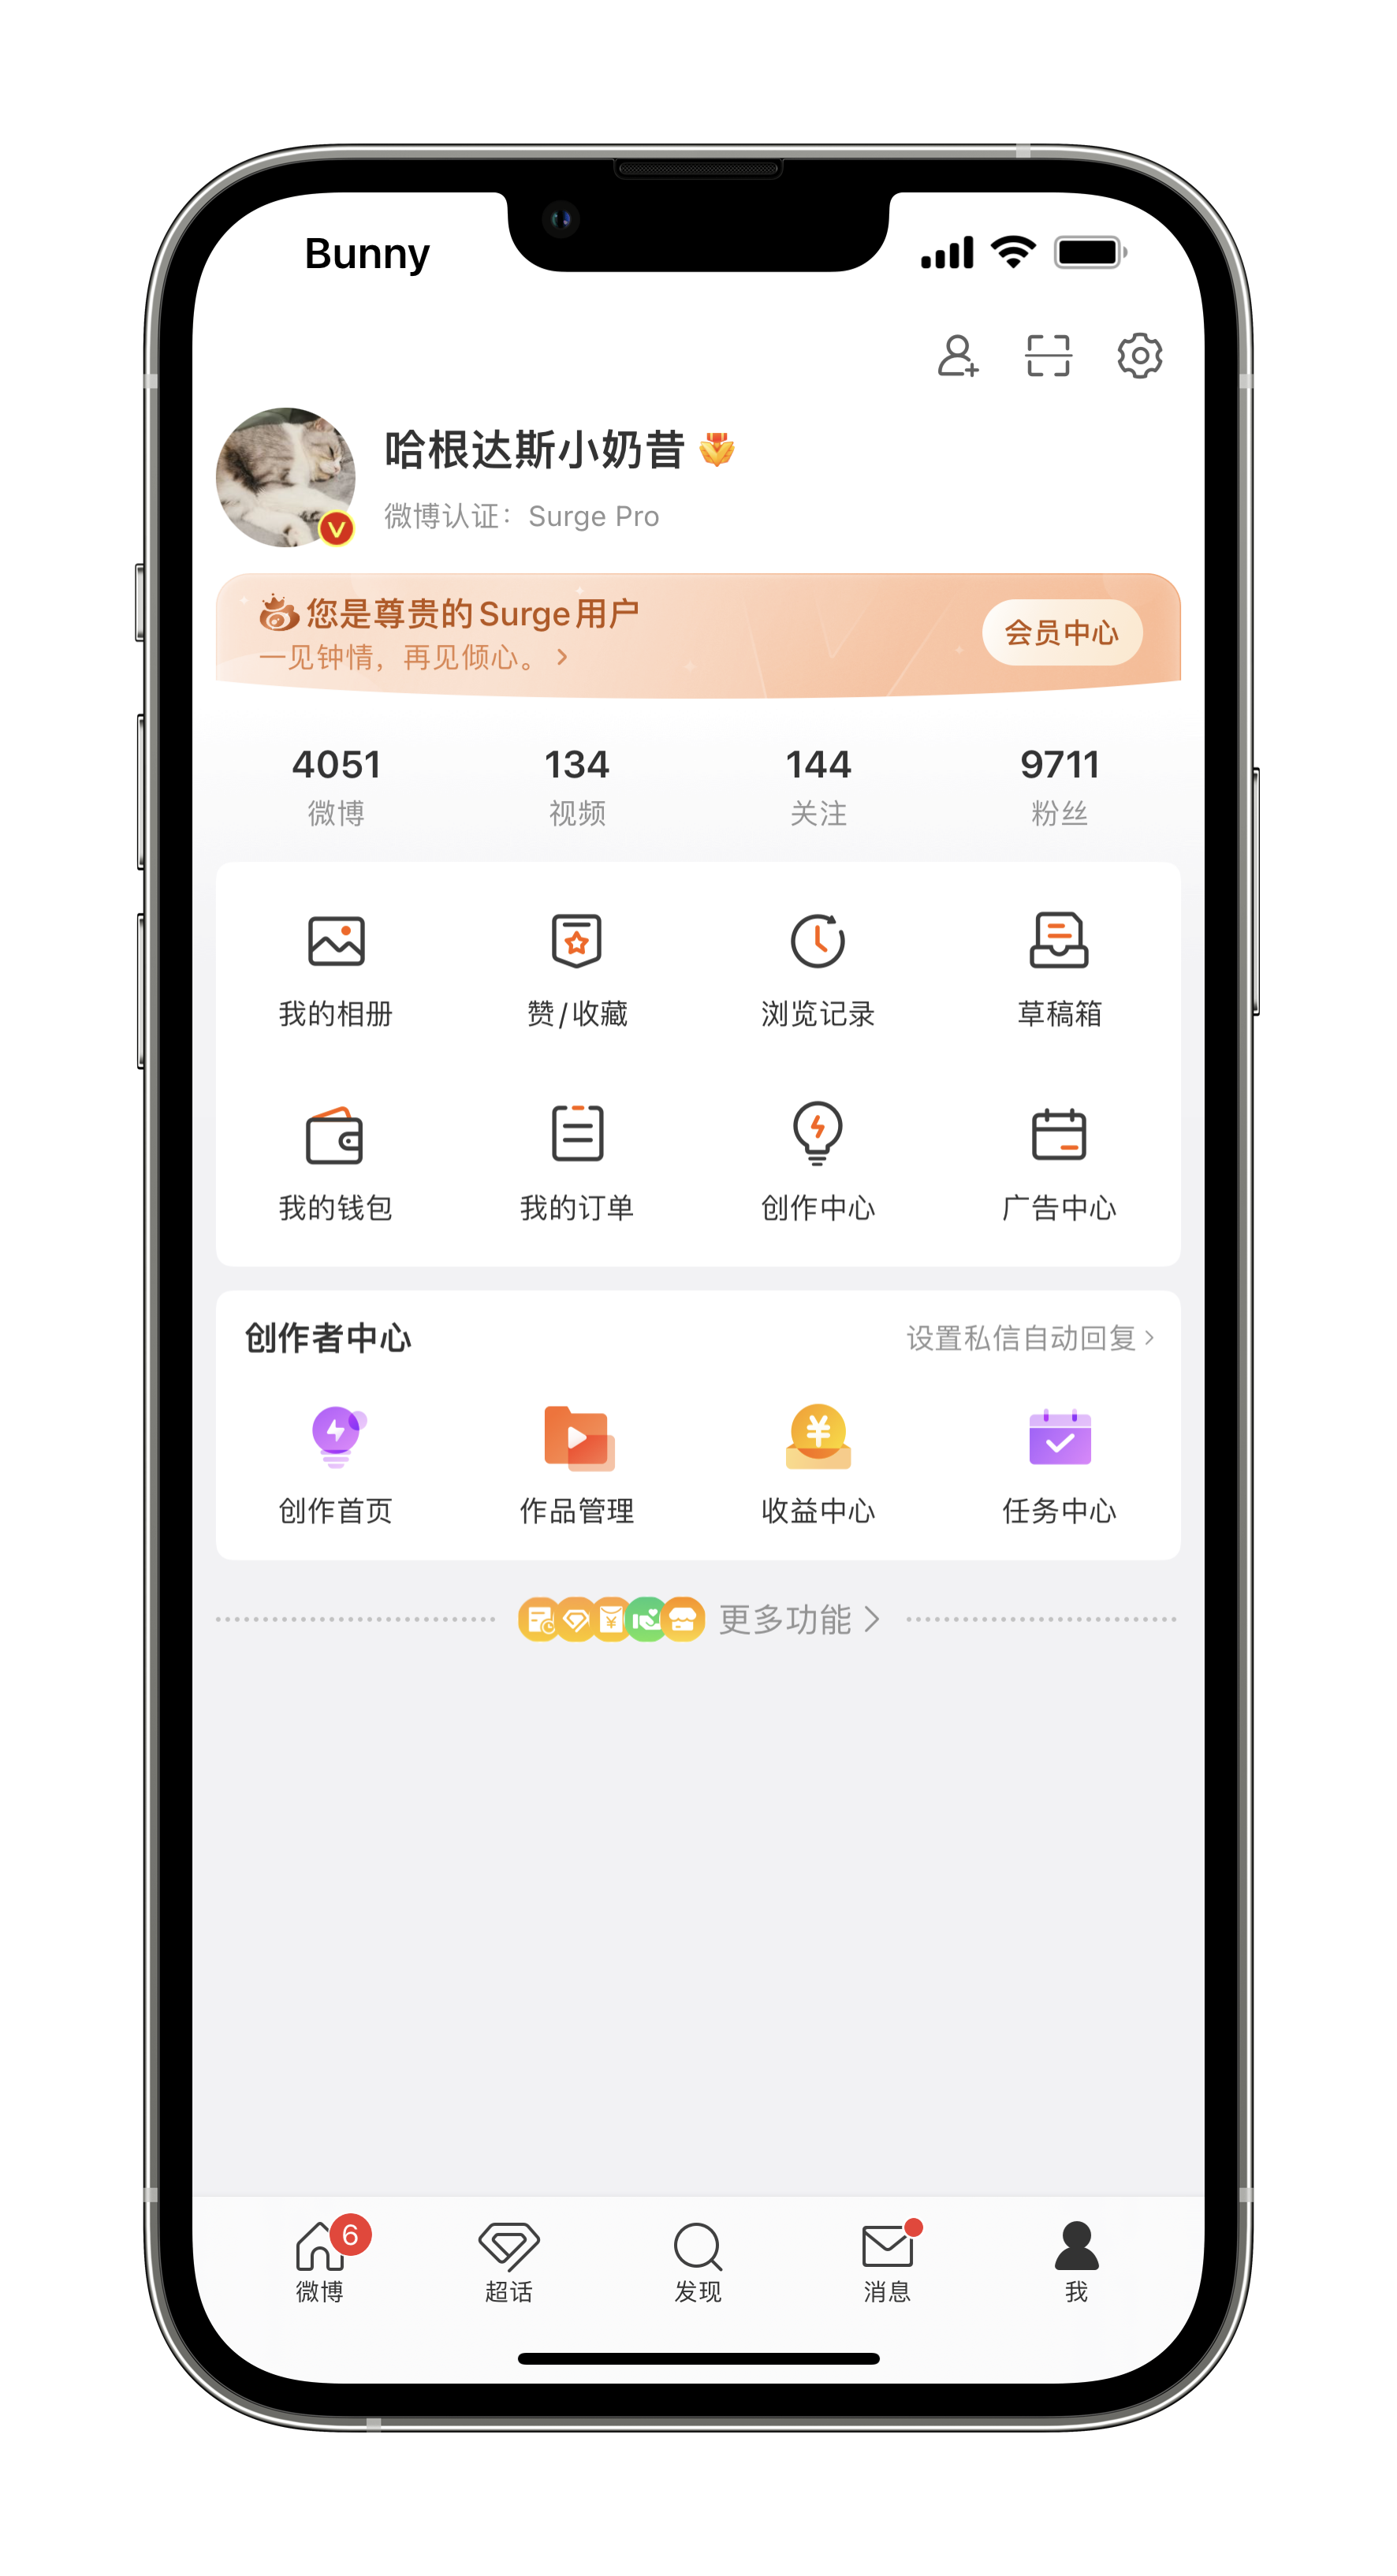 Bunny
哈根达斯小奶昔
V
微博认证：Surge Pro
您是尊贵的Surge用户
一见钟情，再见倾心。
会员中心
4051 134 144 9711
微博 视频 关注 粉丝
我的相册 赞/收藏 浏览记录 草稿箱
我的钱包 我的订单 创作中心 广告中心
创作者中心 设置私信自动回复
¥
创作首页 作品管理 收益中心 任务中心
¥ 更多功能
6
微博 超话 发现 消息 我